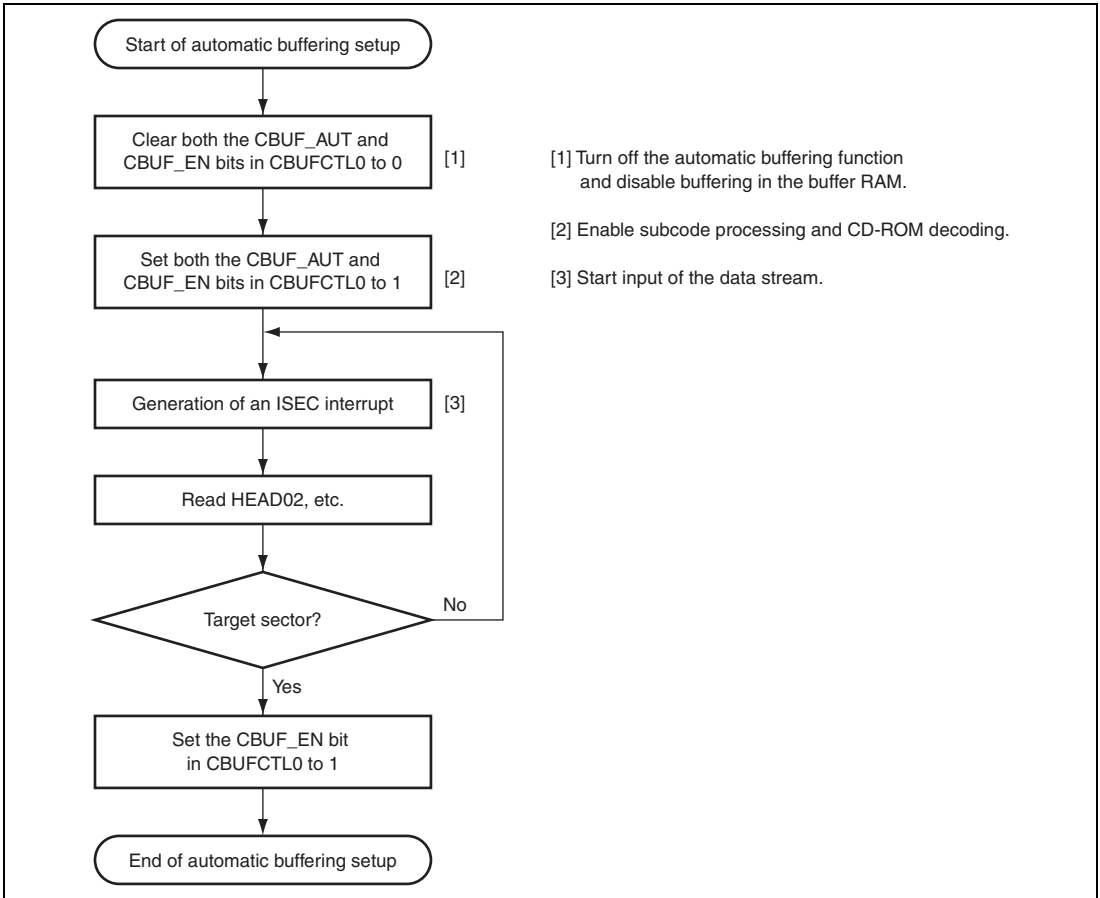 Start of automatic buffering setup
Clear both the CBUF_AUT and
CBUF_EN bits in CBUFCTL0 to 0
[1]
[1] Turn off the automatic buffering function
and disable buffering in the buffer RAM.
[2] Enable subcode processing and CD-ROM decoding.
Set both the CBUF_AUT and
CBUF_EN bits in CBUFCTL0 to 1
[2]
[3] Start input of the data stream.
Generation of an ISEC interrupt
[3]
Read HEAD02, etc.
Target sector?
No
Yes
Set the CBUF_EN bit
in CBUFCTL0 to 1
End of automatic buffering setup